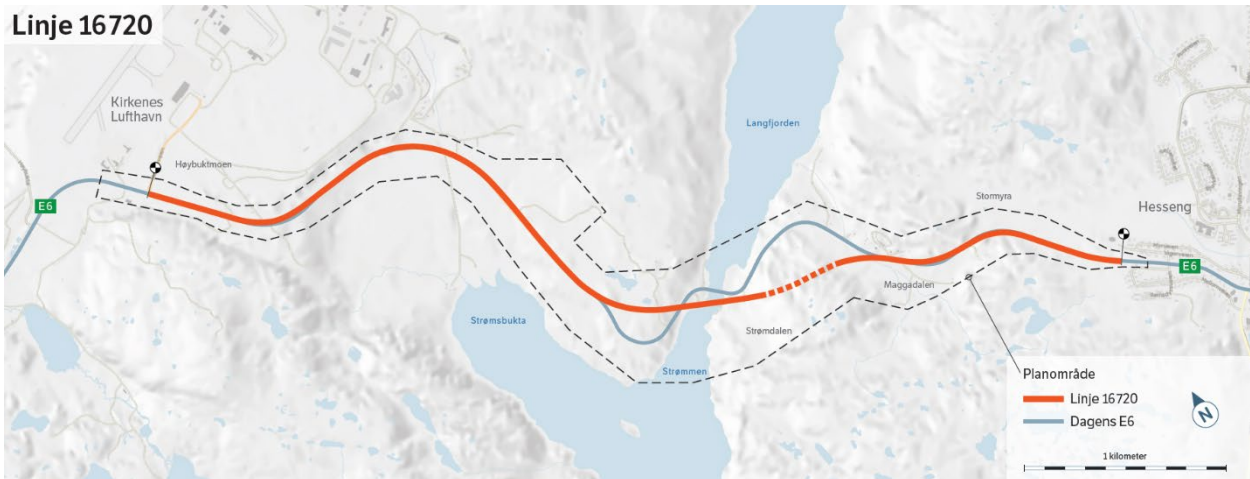 Linje 16720
Kirkenes
Lufthavn
Høybuktmoen
E6
Langfjorden
Stormyra
Hesseng
E6
Maggadalen
Strømsbukta
Strømdalen
Strømmen
Planområde
Linje 16720
Dagens E6
N
1 kilometer